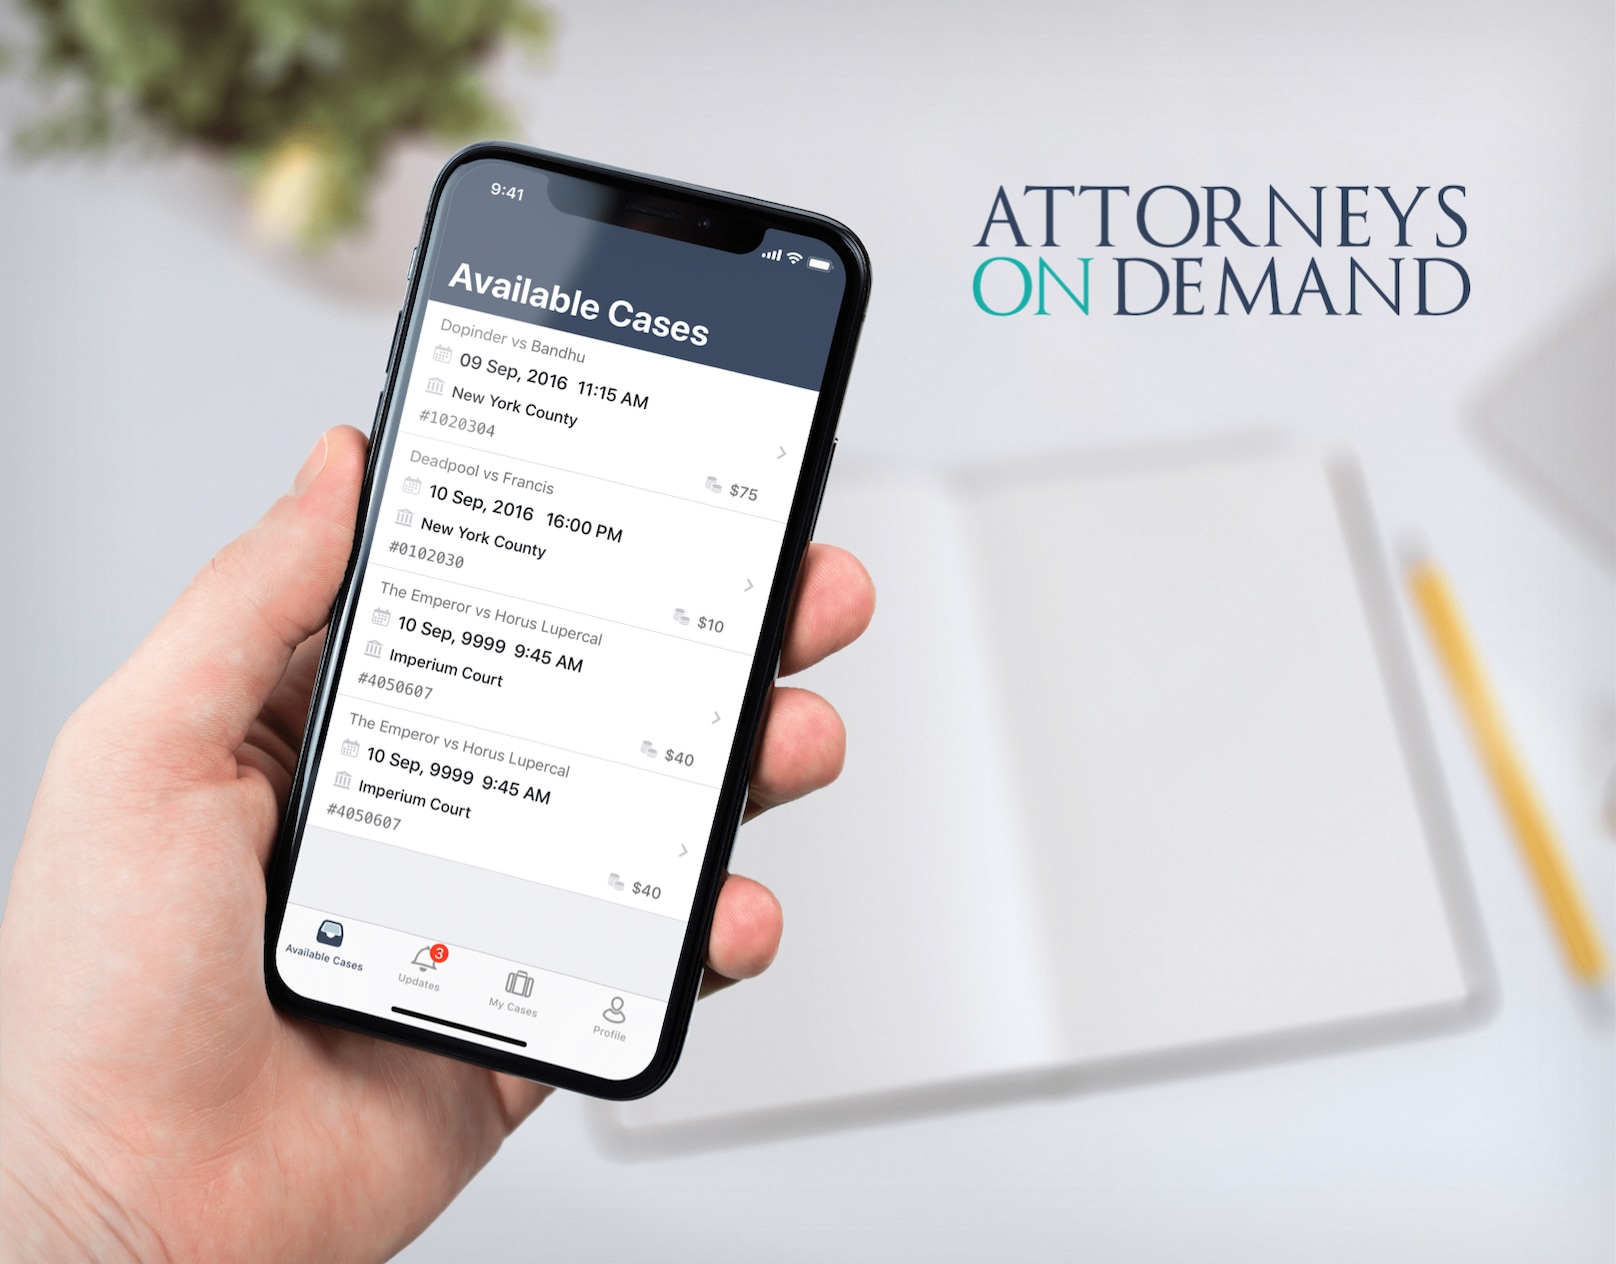 9:41
Available Cases
Dopinder vs Bandhu
09 Sep, 2016 11:15 AM
New York County
#1020304
$75
Deadpool vs Francis
10 Sep, 2016 16:00 PM
New York County
#0102030
$10
The Emperor vs Horus Lupercal
10 Sep, 9999 9:45 AM
Imperium Court
#4050607
$40
The Emperor vs Horus Lupercal
10 Sep, 9999 9:45 AM
Imperium Court
#4050607
$40
Available Cases
3
Updates
My Cases
Profile
ATTORNEYS
ON DEMAND